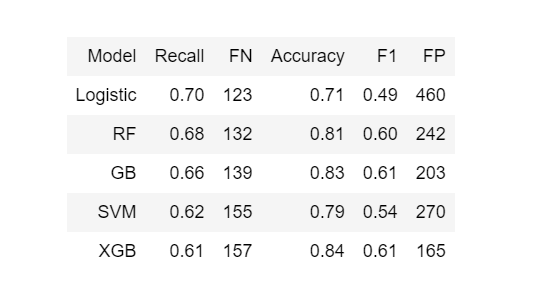 Model Recall FN Accuracy F1 FP
Logistic 0.70 123 0.71 0.49 460
RF 0.68 132 0.81 0.60 242
GB 0.66 139 0.83 0.61 203
SVM 0.62 155 0.79 0.54 270
XGB 0.61 157 0.84 0.61 165